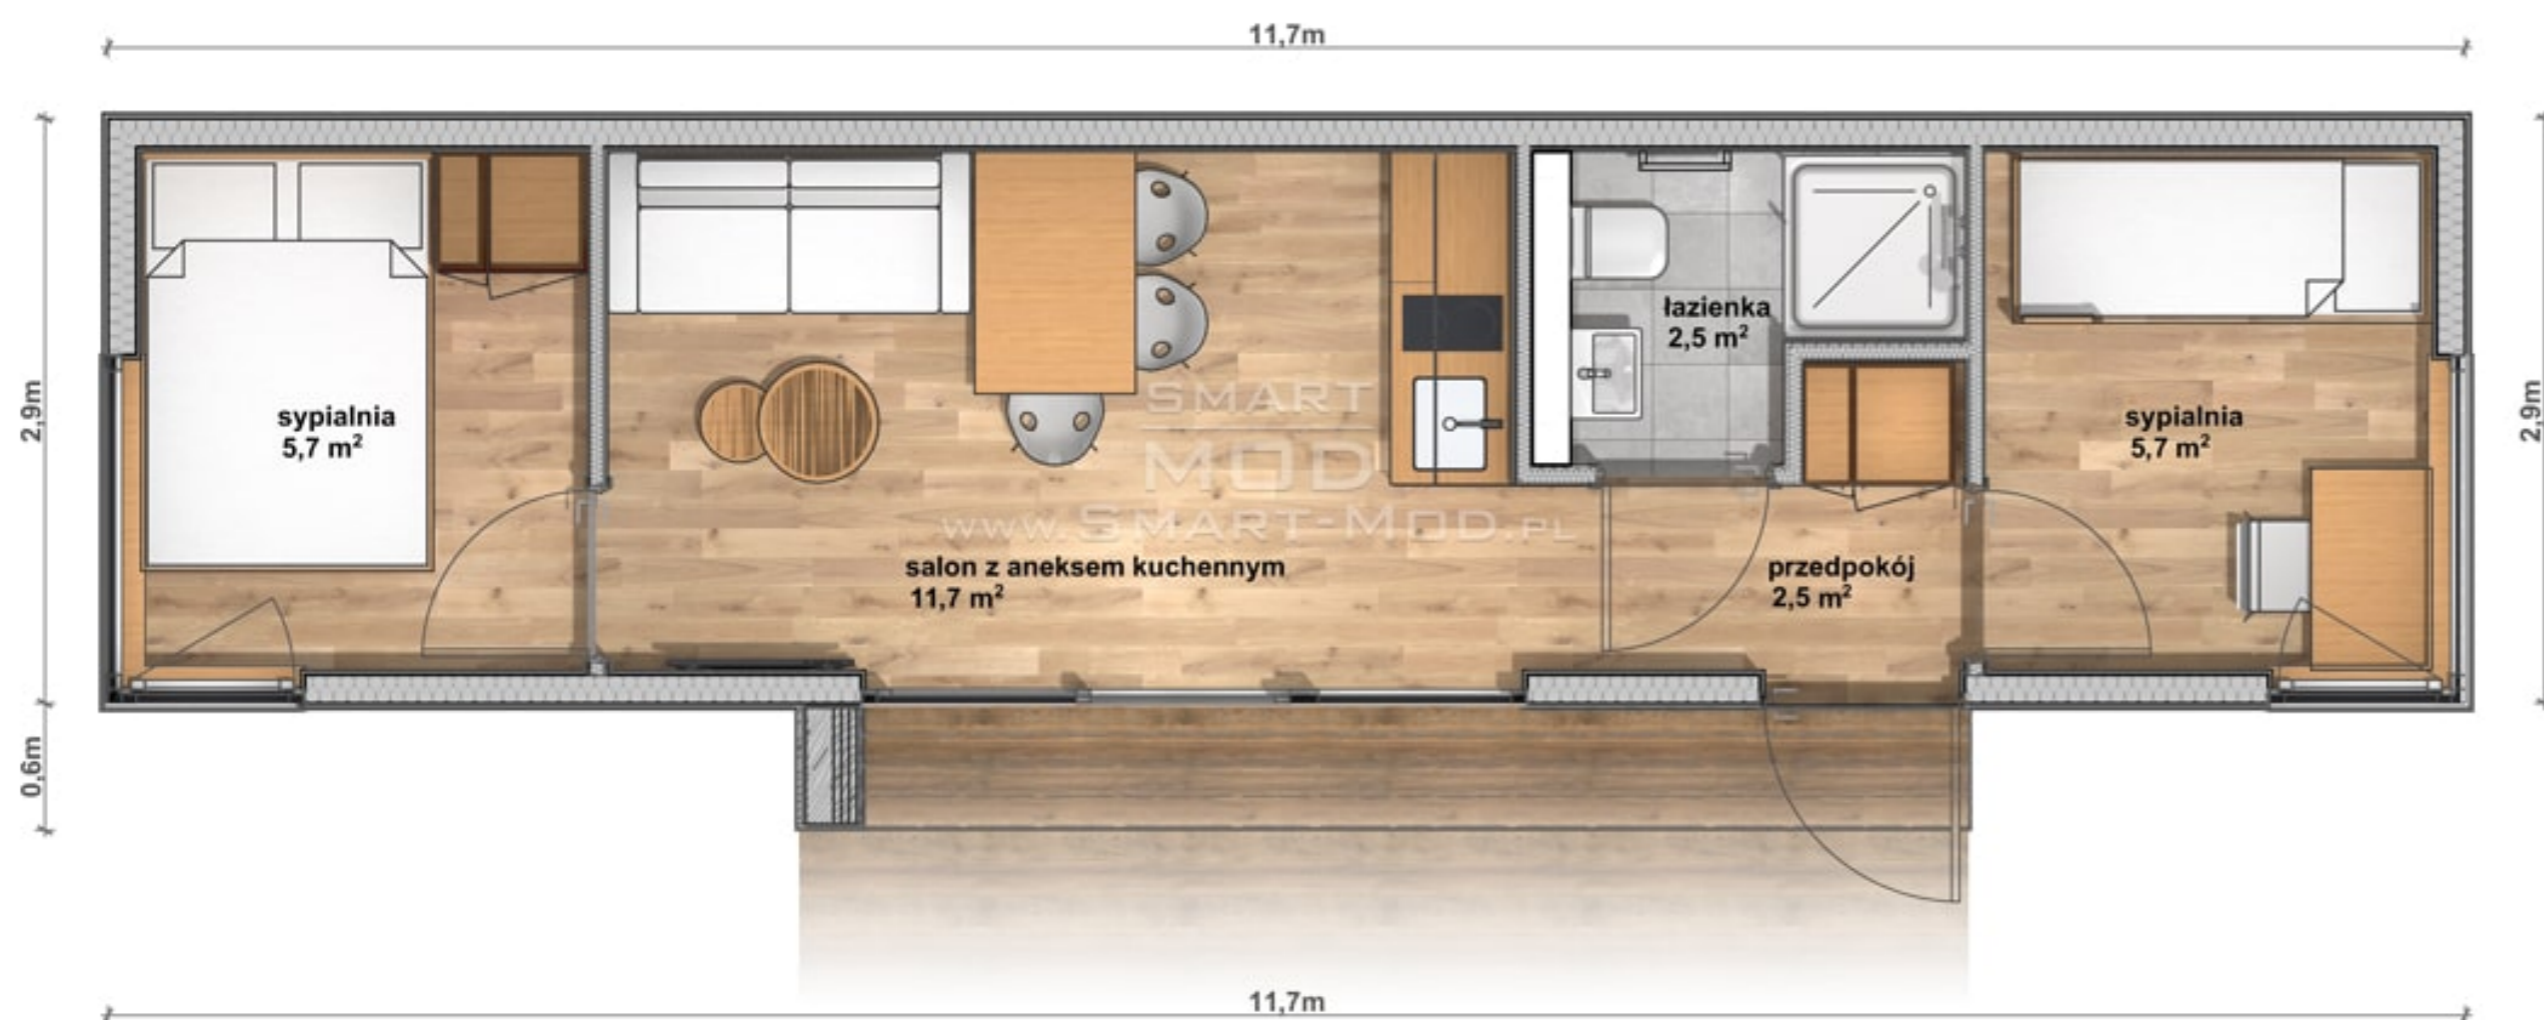 11,7m
2,9m
2,9m
0,6m
sypialnia
5,7 m²
salon z aneksem kuchennym
11,7 m²
łazienka
2,5 m²
przedpokój
2,5 m²
sypialnia
5,7 m²
SMART
MOD
www.Smart-Mod.pl
11,7m